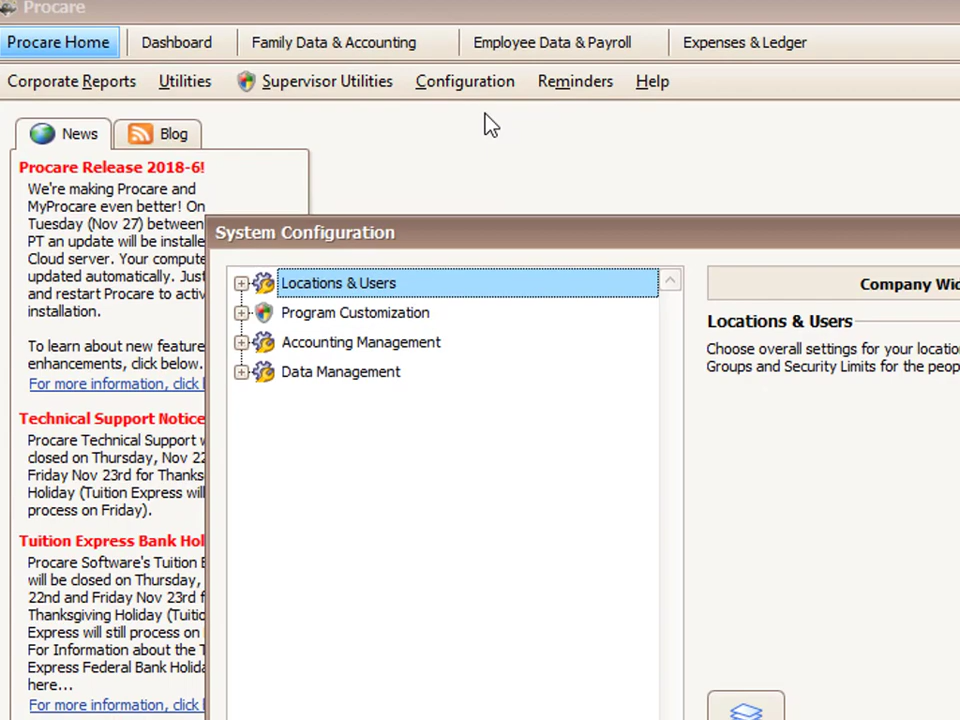 Procare
Procare Home Dashboard Family Data & Accounting Employee Data & Payroll Expenses & Ledger
Corporate Reports Utilities Supervisor Utilities Configuration Reminders Help
News Blog
Procare Release 2018-6!
We're making Procare and
MyProcare even better! On
Tuesday (Nov 27) between
PT an update will be installe
Cloud server. Your compute
updated automatically. Just
and restart Procare to activ
installation.
To learn about new feature
enhancements, click below.
For more information, click
Technical Support Notice
Procare Technical Support w
closed on Thursday, Nov 22
Friday Nov 23rd for Thanks
Holiday (Tuition Express will
process on Friday).
Tuition Express Bank Hol
Procare Software's Tuition E
will be closed on Thursday,
22nd and Friday Nov 23rd f
Thanksgiving Holiday (Tuitio
Express will still process on
For Information about the T
Express Federal Bank Holida
here...
For more information, click
System Configuration
Locations & Users
Program Customization
Accounting Management
Data Management
Company Wid
Locations & Users
Choose overall settings for your locatio
Groups and Security Limits for the peop